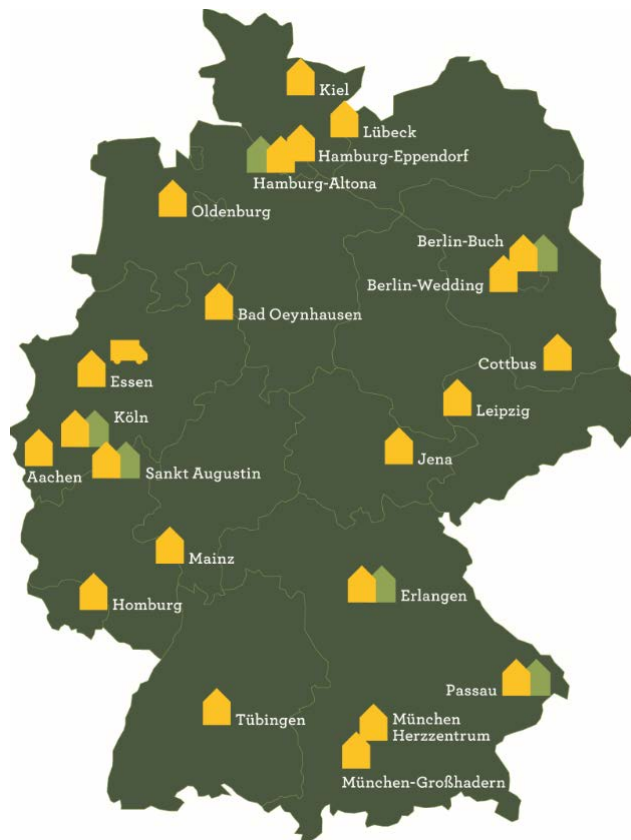 Kiel
Lübeck
Hamburg-Eppendorf
Hamburg-Altona
Oldenburg
Berlin-Buch
Berlin-Wedding
Bad Oeynhausen
Cottbus
Essen
Leipzig
Köln
Jena
Aachen
Sankt Augustin
Mainz
Homburg
Erlangen
Passau
Tübingen
München
Herzzentrum
München-Großhadern